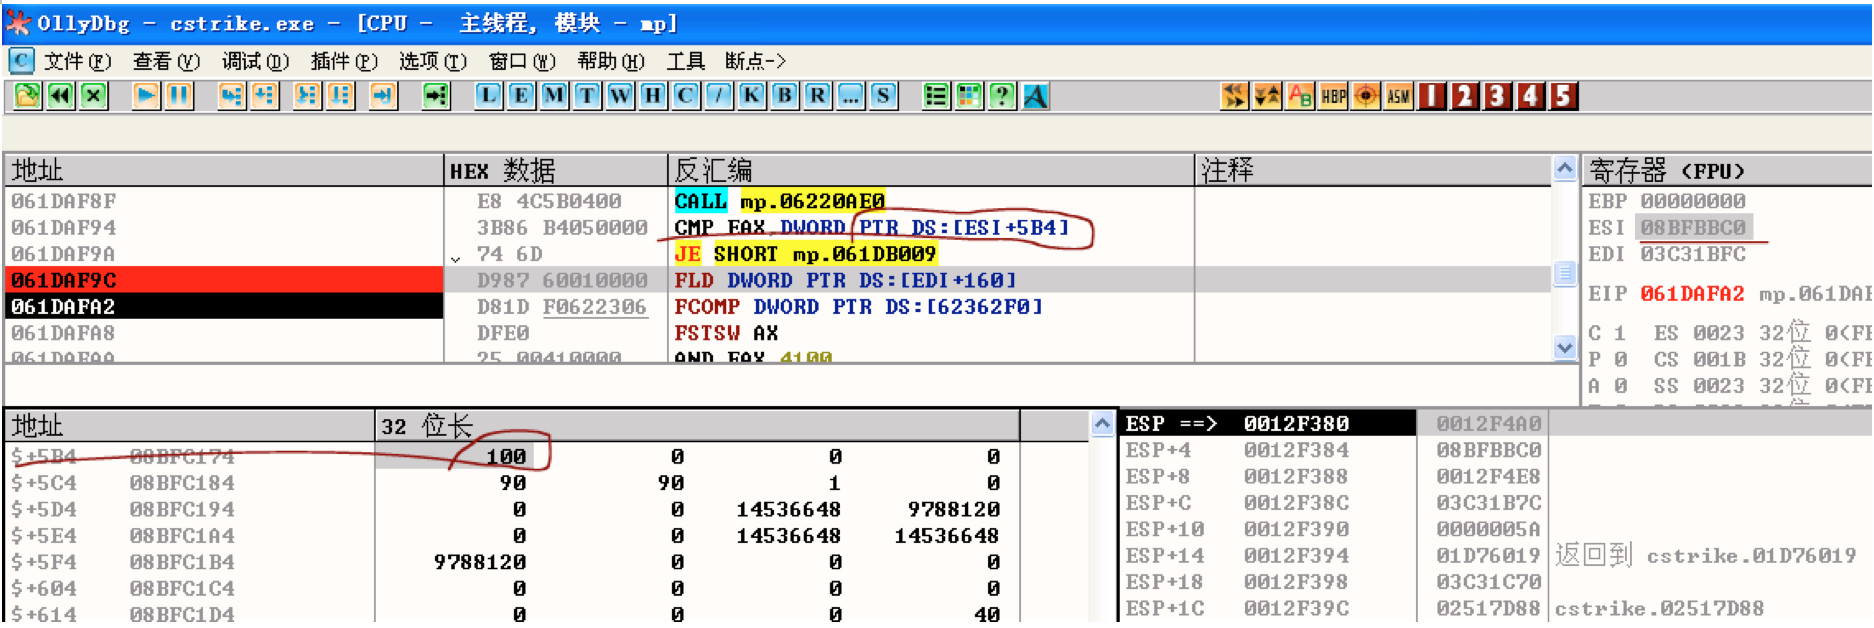 OllyDbg - cstrike.exe - [CPU - 主线程, 模块 - mp]
C 文件(F) 查看(V) 调试(D) 插件(P) 选项(T) 窗口(W) 帮助(H) 工具 断点->
L E M T W H C / K B R ... S ? A AB HBP ASM 1 2 3 4 5
地址 HEX 数据 反汇编 注释
061DAF8F E8 4C5B0400 CALL mp.06220AE0
061DAF94 3B86 B4050000 CMP EAX,DWORD PTR DS:[ESI+5B4]
061DAF9A 74 6D JE SHORT mp.061DB009
061DAF9C D987 60010000 FLD DWORD PTR DS:[EDI+160]
061DAFA2 D81D F0622306 FCOMP DWORD PTR DS:[62362F0]
061DAFA8 DFE0 FSTSW AX
061DAFAA 25 00410000 AND EAX,4100
寄存器 (FPU)
EBP 00000000
ESI 08BFBBC0
EDI 03C31BFC
EIP 061DAFA2 mp.061DAF
C 1 ES 0023 32位 0(FF
P 0 CS 001B 32位 0(FF
A 0 SS 0023 32位 0(FF
地址 32 位长
$+5B4 08BFC174 100 0 0 0
$+5C4 08BFC184 90 90 1 0
$+5D4 08BFC194 0 0 14536648 9788120
$+5E4 08BFC1A4 0 0 14536648 14536648
$+5F4 08BFC1B4 9788120 0 0 0
$+604 08BFC1C4 0 0 0 0
$+614 08BFC1D4 0 0 0 40
ESP ==> 0012F380 0012F4A0
ESP+4 0012F384 08BFBBC0
ESP+8 0012F388 0012F4E8
ESP+C 0012F38C 03C31B7C
ESP+10 0012F390 0000005A
ESP+14 0012F394 01D76019 返回到 cstrike.01D76019
ESP+18 0012F398 03C31C70
ESP+1C 0012F39C 02517D88 cstrike.02517D88